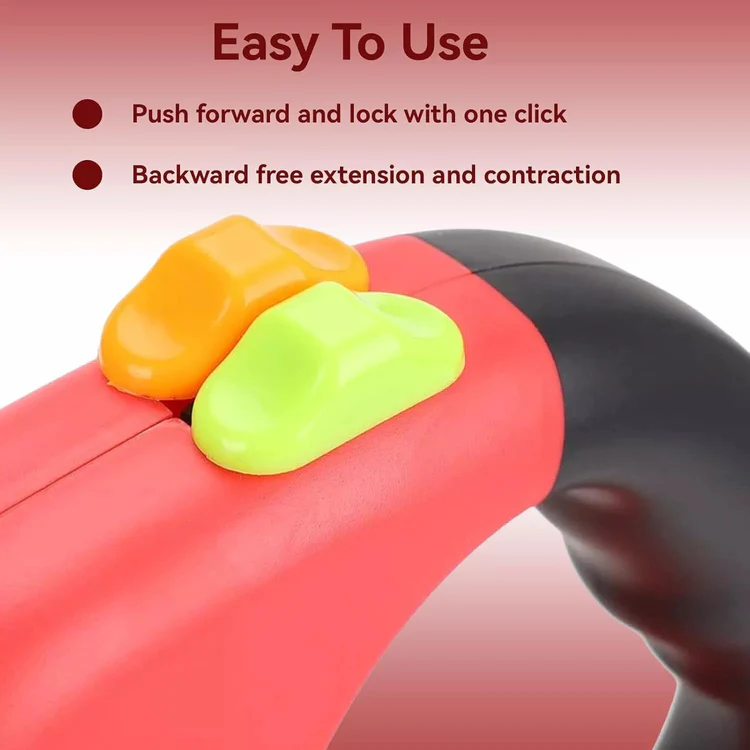 Easy To Use
Push forward and lock with one click
Backward free extension and contraction